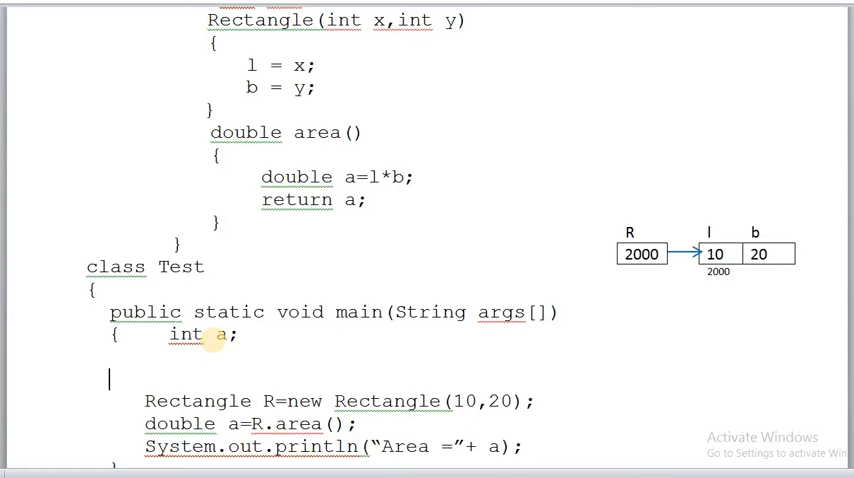 Rectangle(int x,int y)
{
l = x;
b = y;
}
double area()
{
double a=l*b;
return a;
}
}
class Test
{
public static void main(String args[])
{ int a;
Rectangle R=new Rectangle(10,20);
double a=R.area();
System.out.println(“Area =”+ a);
R l b
2000 10 20
2000
Activate Windows
Go to Settings to activate Win